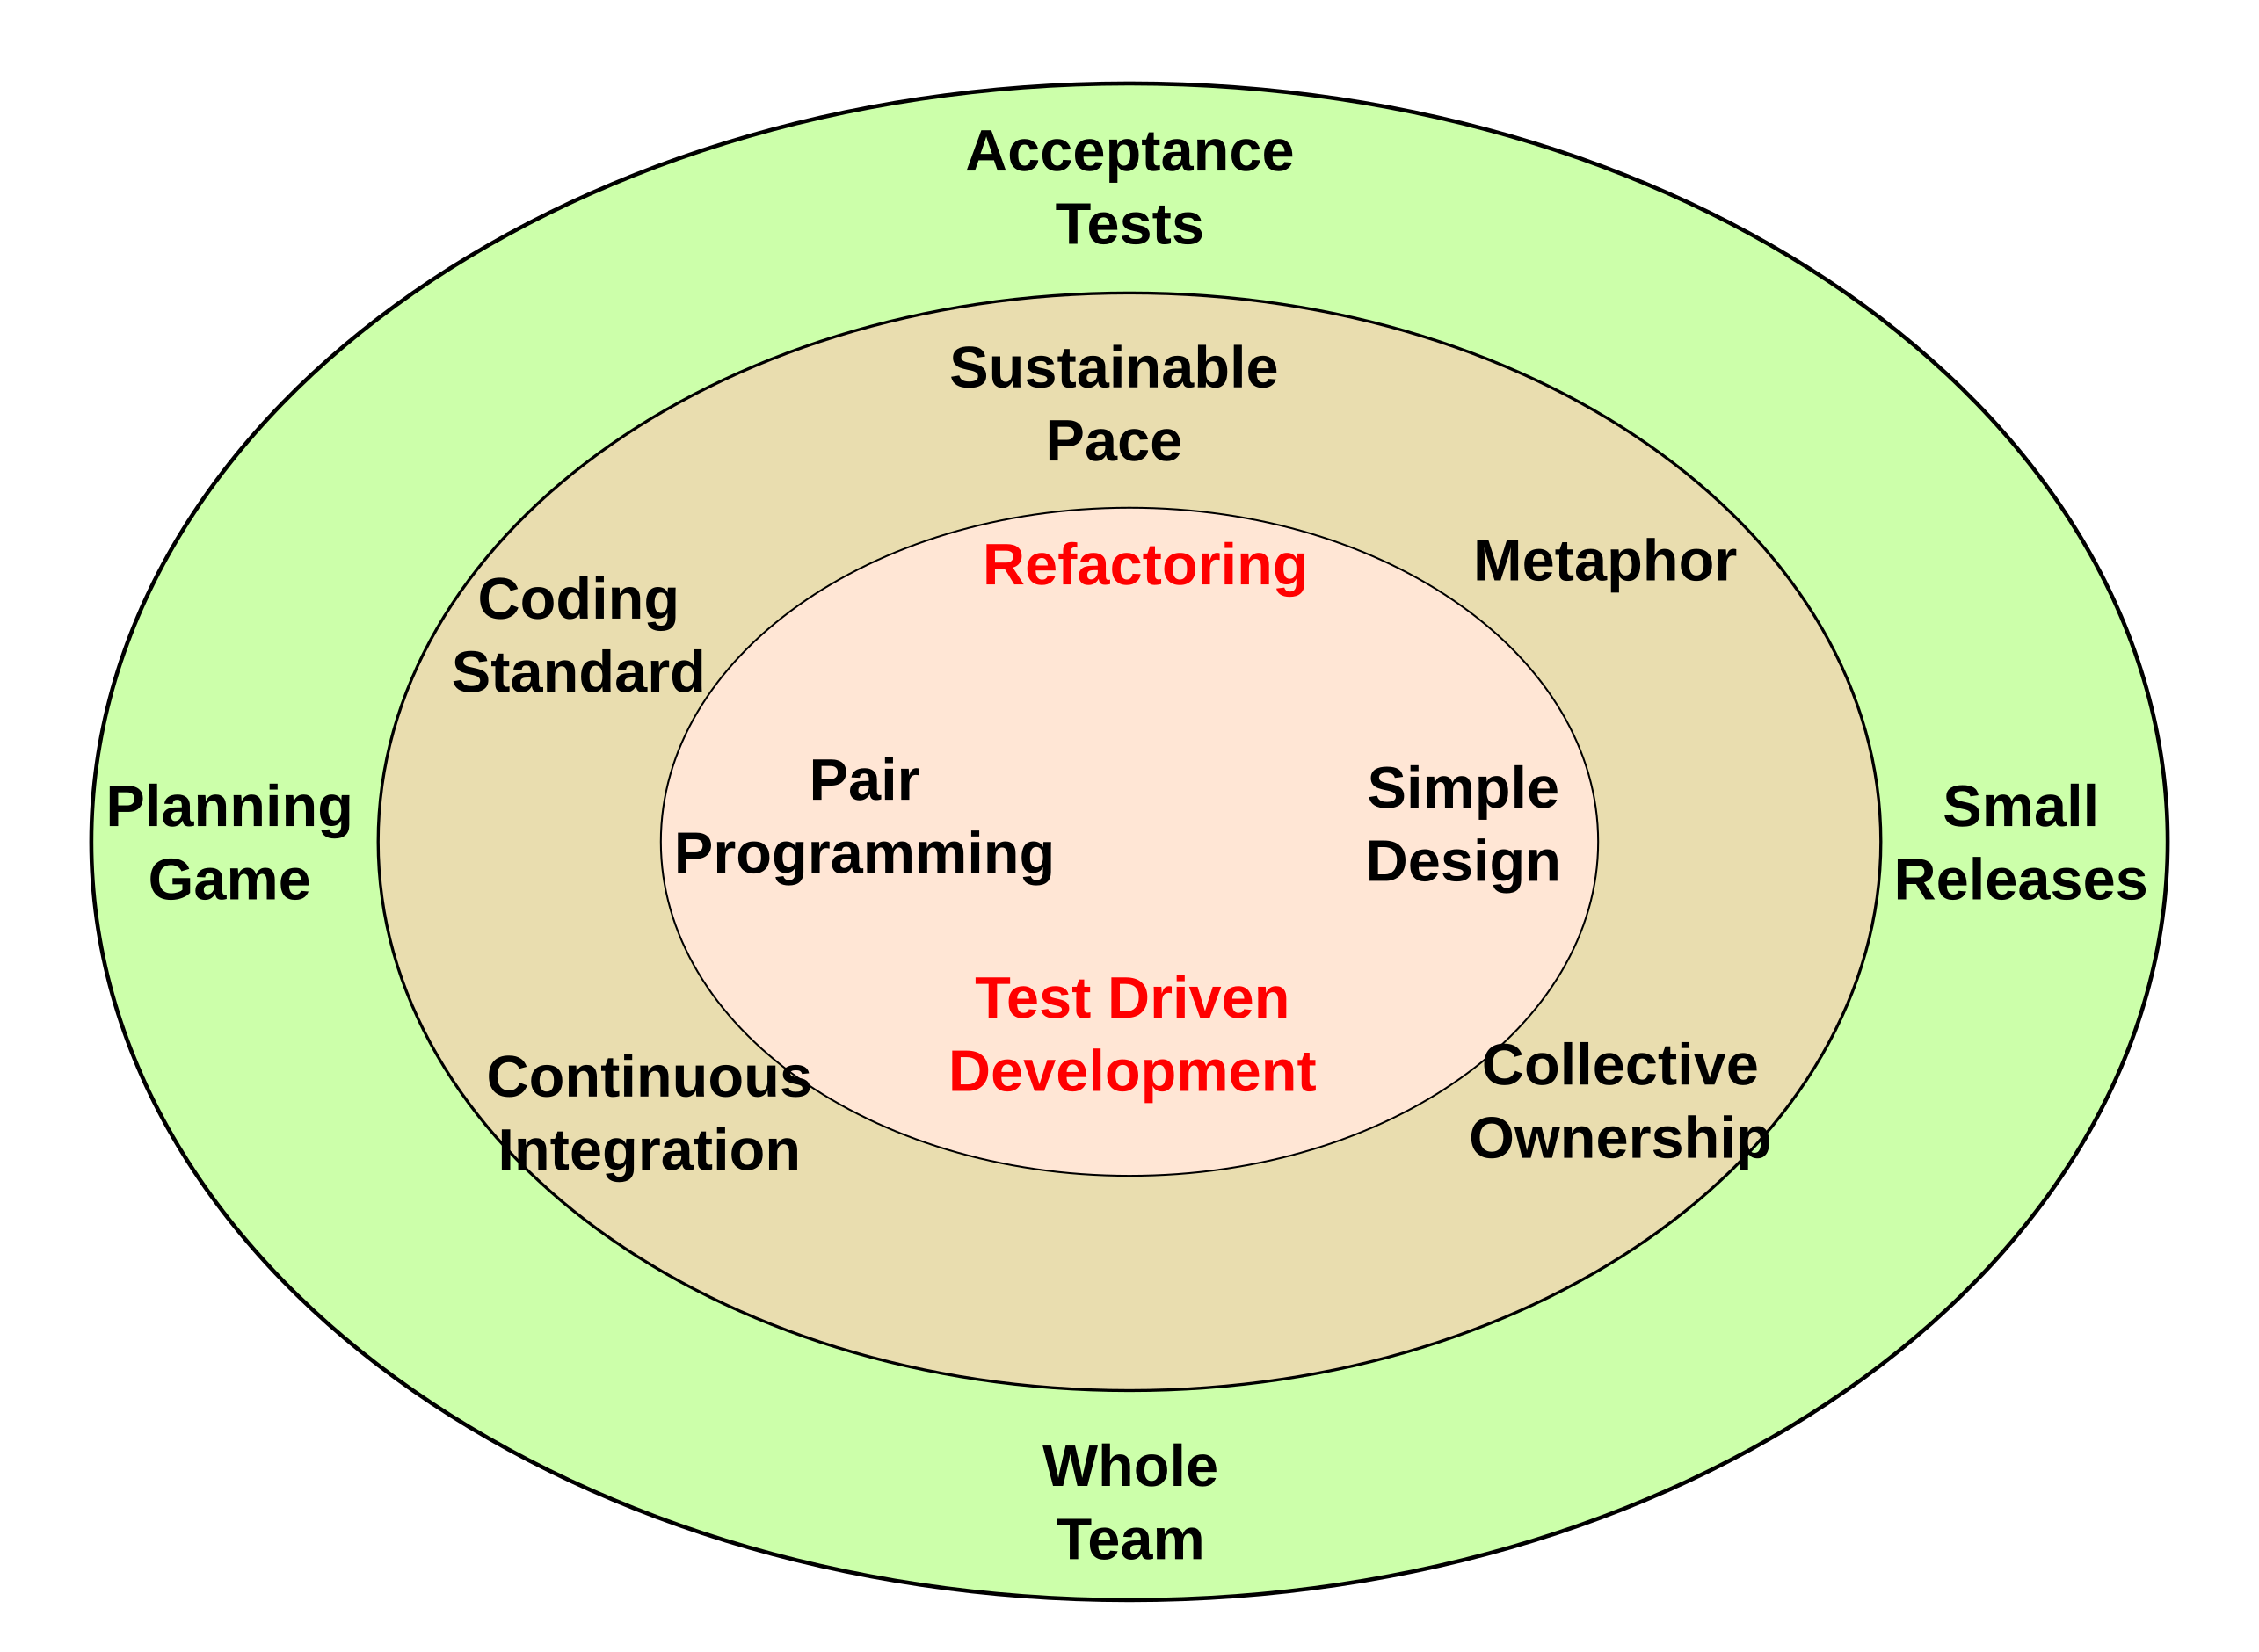 Acceptance
Tests
Sustainable
Pace
Refactoring
Metaphor
Coding
Standard
Pair
Programming
Simple
Design
Planning
Game
Small
Releases
Test Driven
Development
Continuous
Integration
Collective
Ownership
Whole
Team